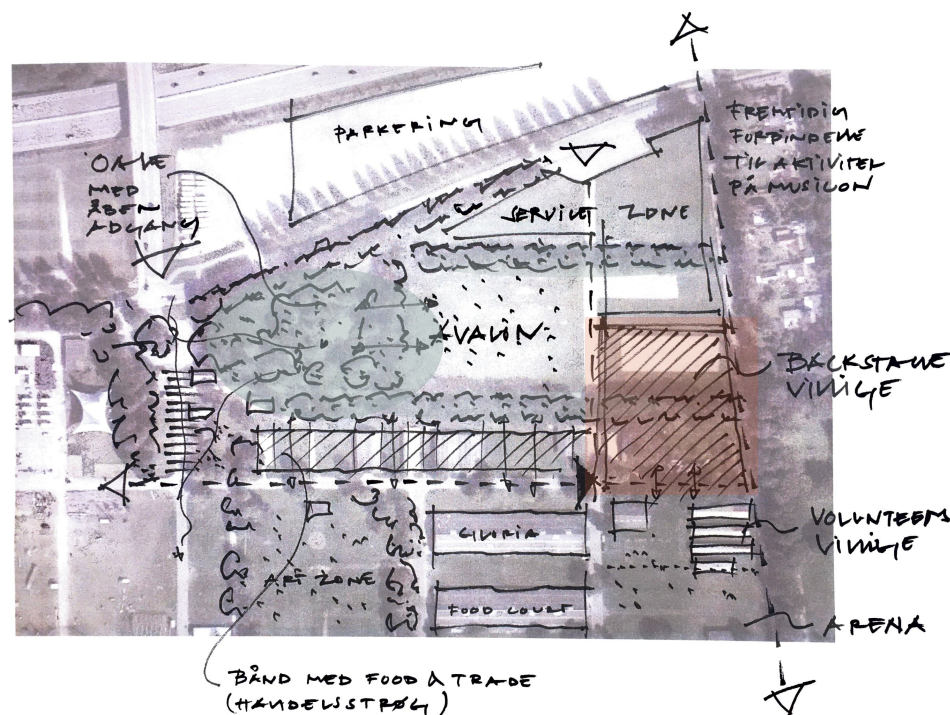 PARKERING
FREMTIDIG
FORBINDELSE
TIL AKTIVITET
PÅ MUSICON
OASE
MED
ÅBEN
ADGANG
SERVICE ZONE
AVALON
BACKSTAGE
VILLAGE
VOLUNTEERS
VILLAGE
GLORIA
ART ZONE
FOOD COURT
ARENA
BÅND MED FOOD & TRADE
(HANDELSSTRØG)